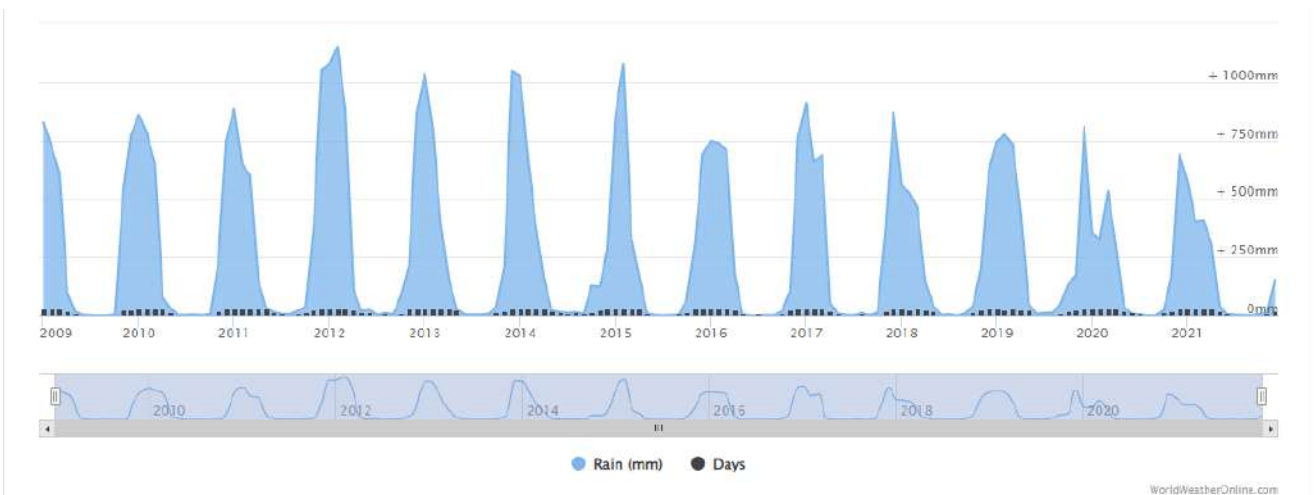 + 1000mm
+ 750mm
+ 500mm
+ 250mm
0mm
2009 2010 2011 2012 2013 2014 2015 2016 2017 2018 2019 2020 2021
2010 2012 2014 2016 2018 2020
Rain (mm) Days
WorldWeatherOnline.com